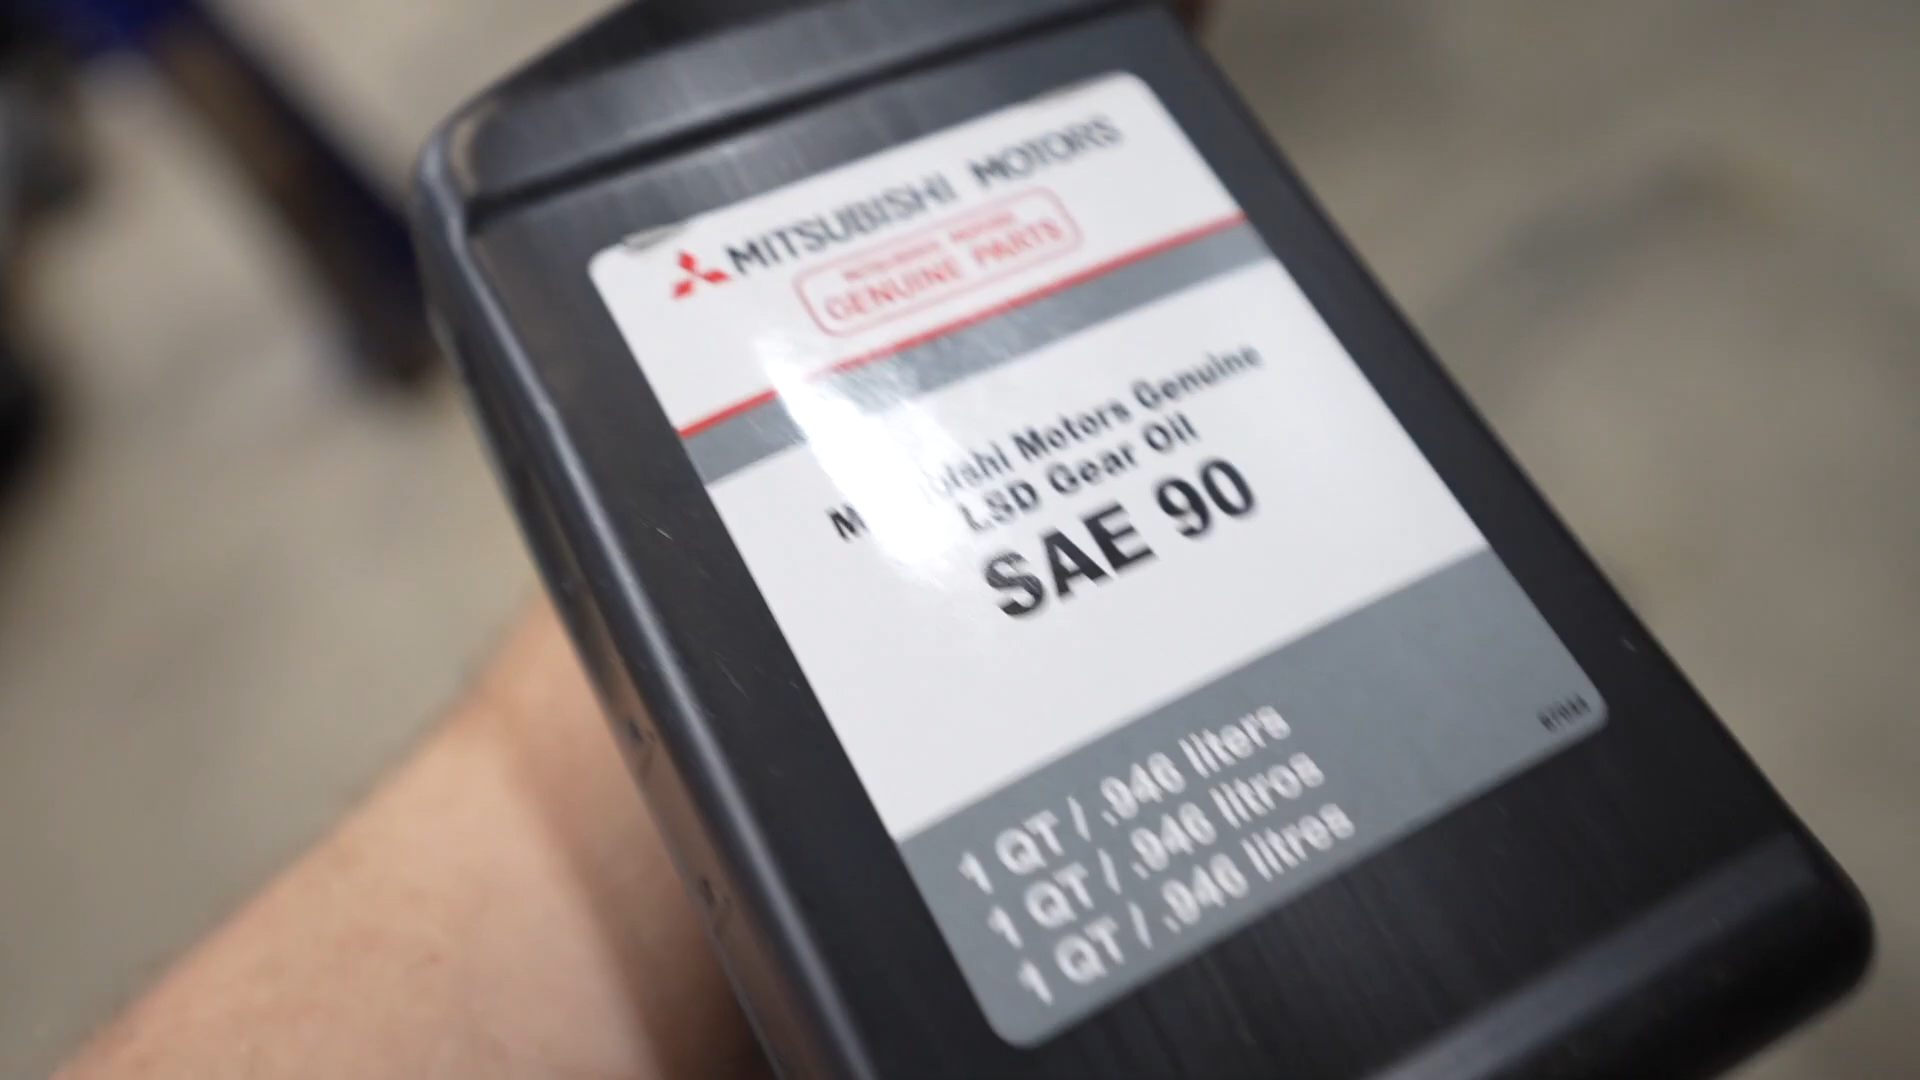 MITSUBISHI MOTORS
GENUINE PARTS
Motors Genuine
LSD Gear Oil
SAE 90
1 QT / .946 liters
1 QT / .946 litros
1 QT / .946 litres